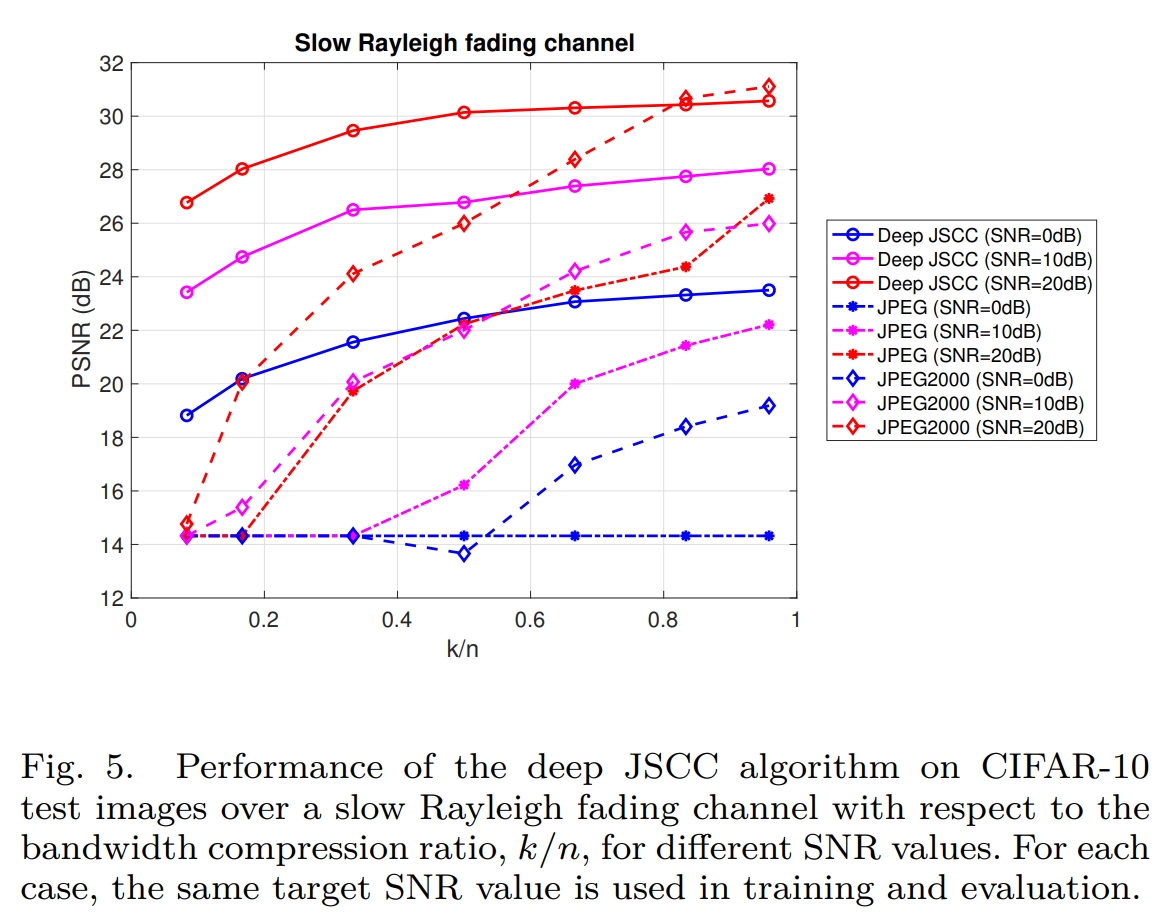 Slow Rayleigh fading channel
32
30
28
26
24
22
20
18
16
14
12
PSNR (dB)
0
0.2
0.4
0.6
0.8
1
k/n
Deep JSCC (SNR=0dB)
Deep JSCC (SNR=10dB)
Deep JSCC (SNR=20dB)
JPEG (SNR=0dB)
JPEG (SNR=10dB)
JPEG (SNR=20dB)
JPEG2000 (SNR=0dB)
JPEG2000 (SNR=10dB)
JPEG2000 (SNR=20dB)
Fig. 5. Performance of the deep JSCC algorithm on CIFAR-10
test images over a slow Rayleigh fading channel with respect to the
bandwidth compression ratio, k/n, for different SNR values. For each
case, the same target SNR value is used in training and evaluation.